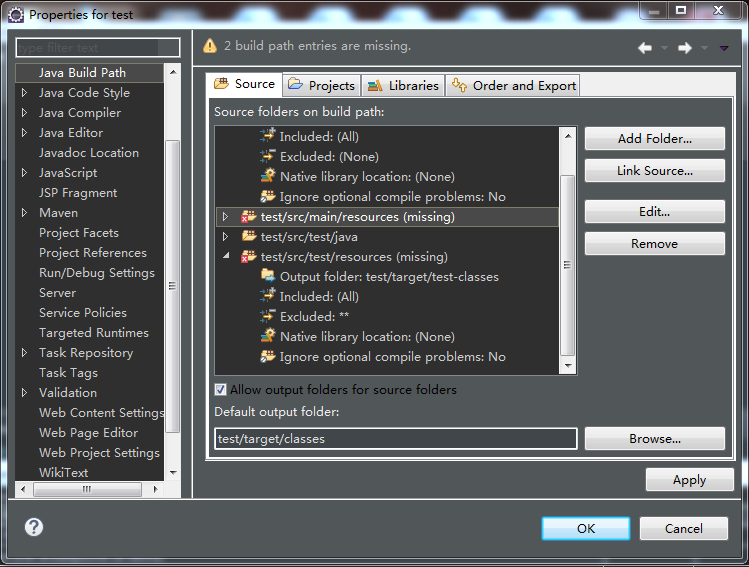 Properties for test
type filter text
Java Build Path
Java Code Style
Java Compiler
Java Editor
Javadoc Location
JavaScript
JSP Fragment
Maven
Project Facets
Project References
Run/Debug Settings
Server
Service Policies
Targeted Runtimes
Task Repository
Task Tags
Validation
Web Content Settings
Web Page Editor
Web Project Settings
WikiText
2 build path entries are missing.
Source
Projects
Libraries
Order and Export
Source folders on build path:
Included: (All)
Excluded: (None)
Native library location: (None)
Ignore optional compile problems: No
test/src/main/resources (missing)
test/src/test/java
test/src/test/resources (missing)
Output folder: test/target/test-classes
Included: (All)
Excluded: **
Native library location: (None)
Ignore optional compile problems: No
Add Folder...
Link Source...
Edit...
Remove
Allow output folders for source folders
Default output folder:
test/target/classes
Browse...
Apply
OK
Cancel